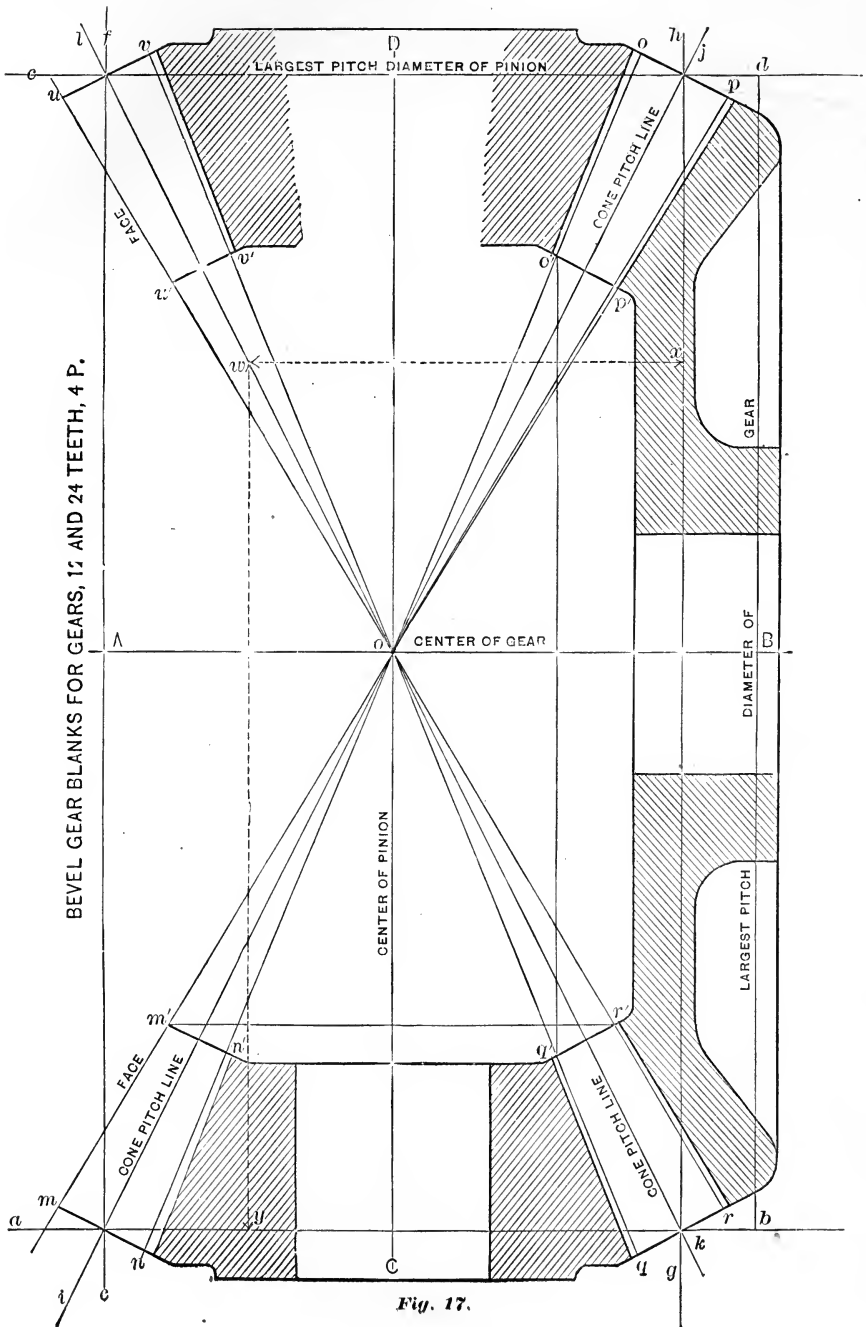 l f v h j
D o d
c u LARGEST PITCH DIAMETER OF PINION p
CONE PITCH LINE
FACE
v' o'
u' p'
w x
GEAR
BEVEL GEAR BLANKS FOR GEARS, 12 AND 24 TEETH, 4 P.
A O CENTER OF GEAR B
DIAMETER OF
CENTER OF PINION
LARGEST PITCH
m' r'
n' q'
FACE
CONE PITCH LINE
CONE PITCH LINE
m r
a y b
n C q k
i c g
Fig. 17.